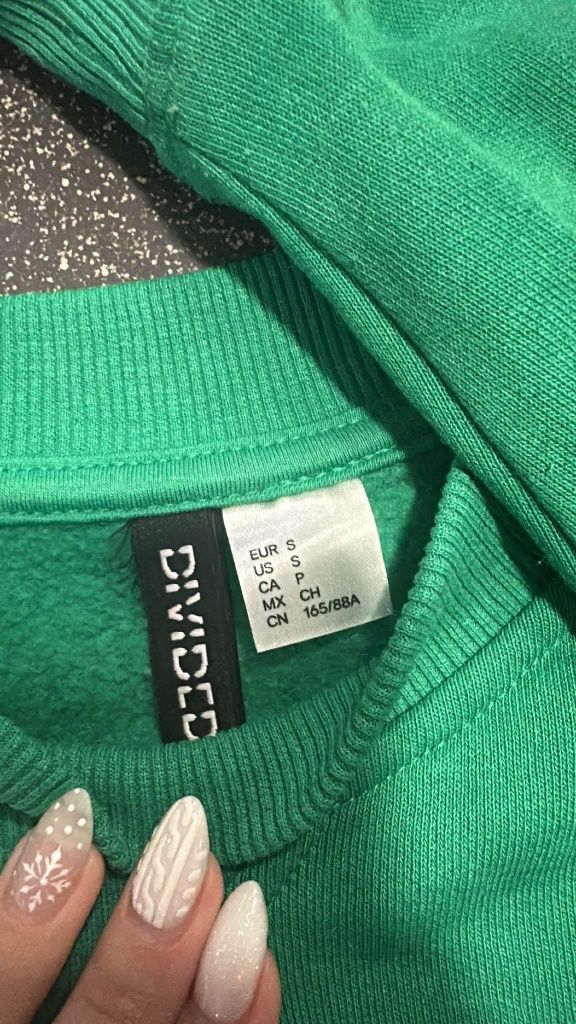 DIVIDED
EUR S
US S
CA P
MX CH
CN 165/88A